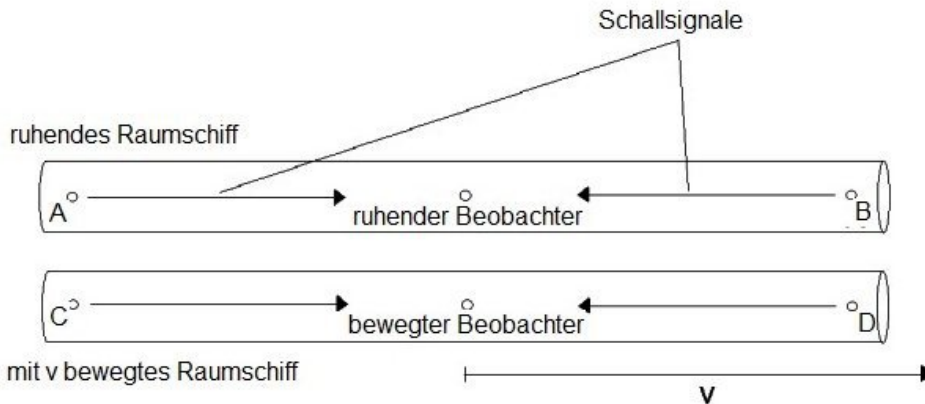 Schallsignale
ruhendes Raumschiff
A
ruhender Beobachter
B
C
bewegter Beobachter
D
mit v bewegtes Raumschiff
v